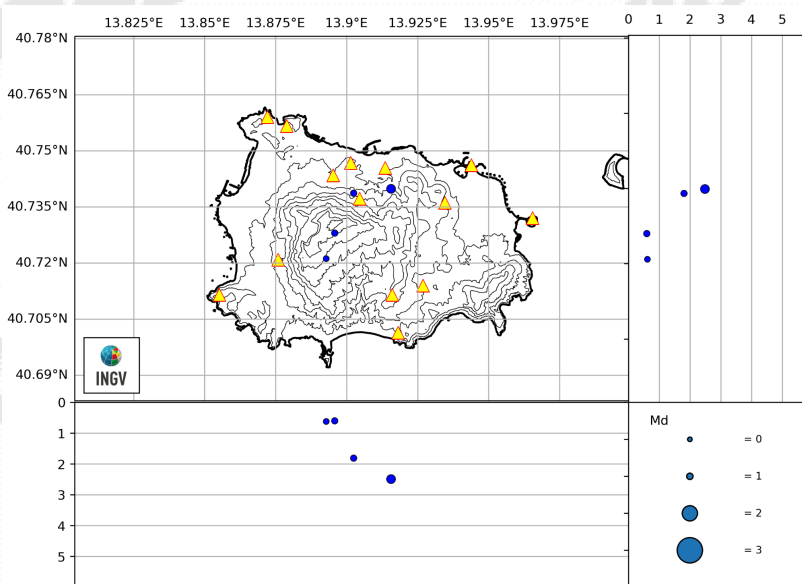 13.825°E 13.85°E 13.875°E 13.9°E 13.925°E 13.95°E 13.975°E 0 1 2 3 4 5
40.78°N
40.765°N
40.75°N
40.735°N
40.72°N
40.705°N
40.69°N
INGV
0
1
2
3
4
5
Md
= 0
= 1
= 2
= 3